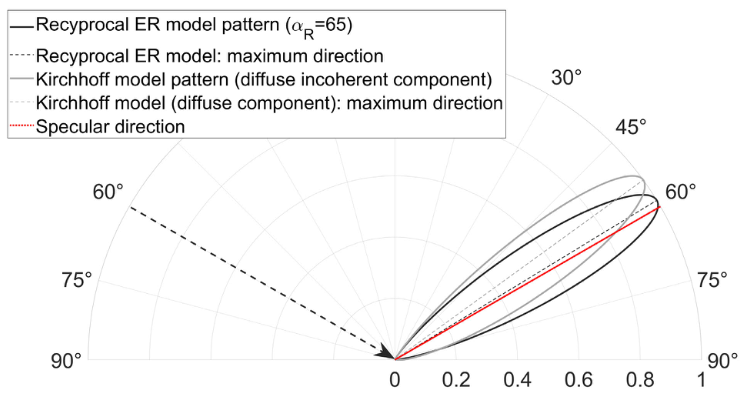 Recyprocal ER model pattern (αR=65)
Recyprocal ER model: maximum direction
Kirchhoff model pattern (diffuse incoherent component)
Kirchhoff model (diffuse component): maximum direction
Specular direction
30°
45°
60° 60°
75° 75°
90° 90°
0 0.2 0.4 0.6 0.8 1